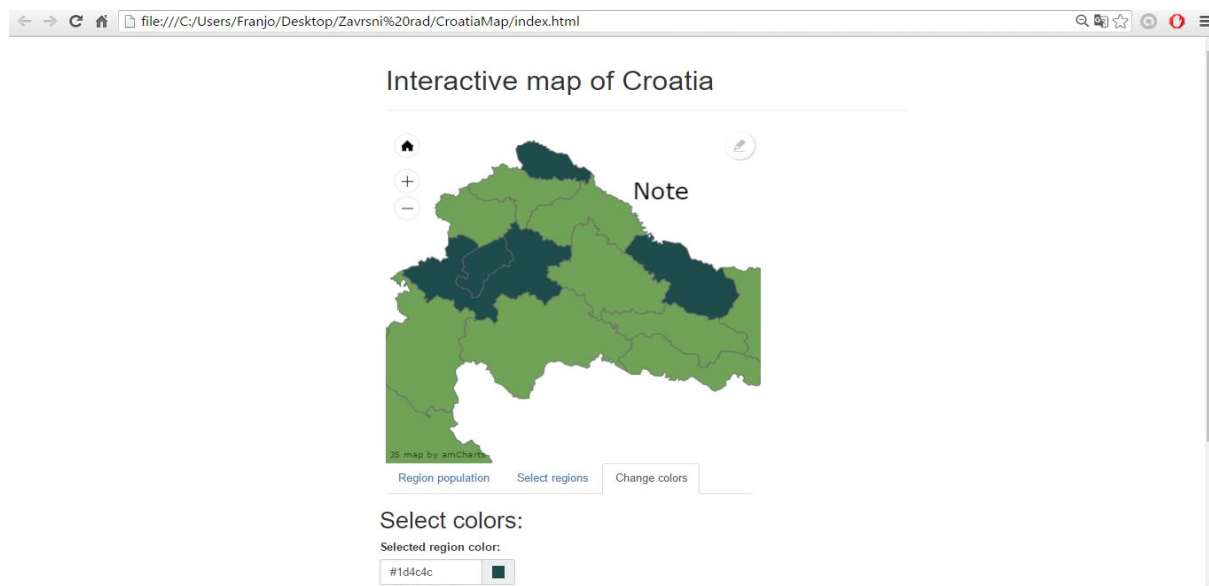 file:///C:/Users/Franjo/Desktop/Zavrsni%20rad/CroatiaMap/index.html
Interactive map of Croatia
Note
JS map by amCharts
Region population
Select regions
Change colors
Select colors:
Selected region color:
#1d4c4c